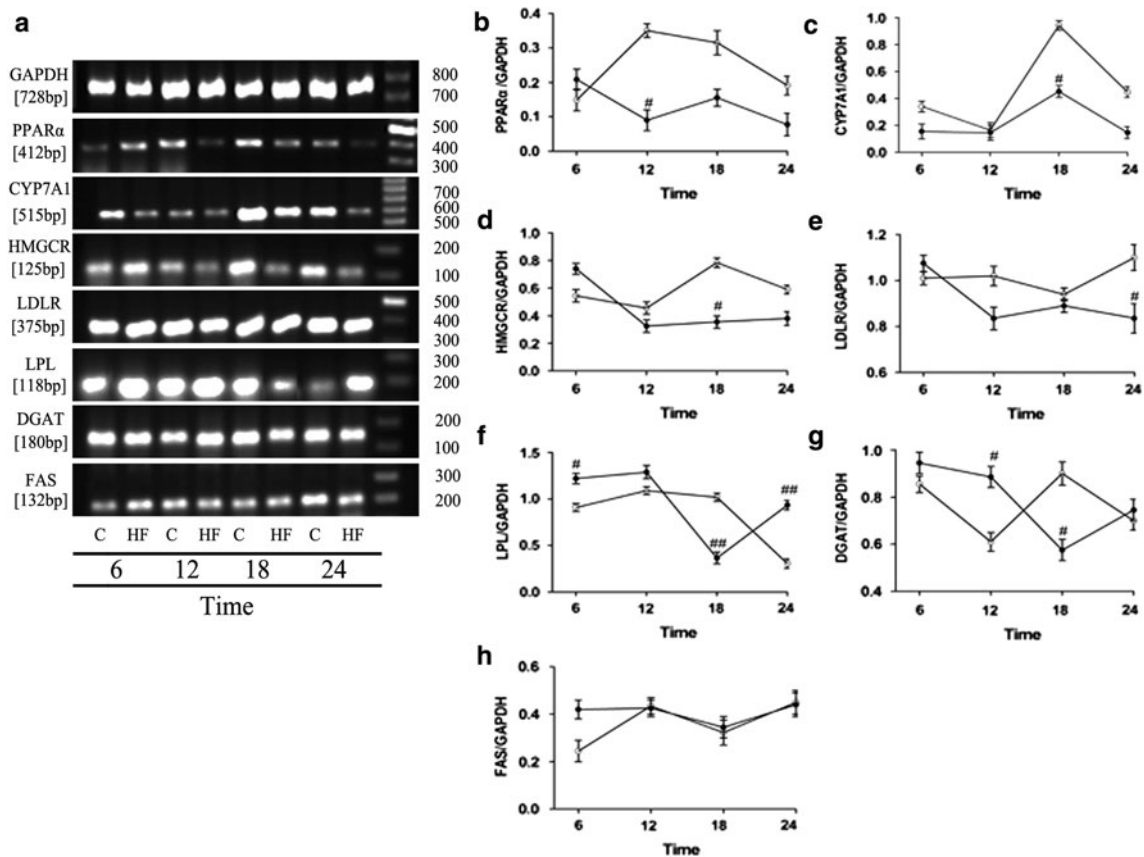 a
GAPDH
[728bp]
800
700
PPARα
[412bp]
500
400
300
CYP7A1
[515bp]
700
600
500
HMGCR
[125bp]
200
100
LDLR
[375bp]
500
400
300
LPL
[118bp]
300
200
DGAT
[180bp]
200
100
FAS
[132bp]
300
200
C HF C HF C HF C HF
6 12 18 24
Time
b
PPARα/GAPDH
0.4
0.3
0.2
0.1
0.0
#
6 12 18 24
Time
c
CYP7A1/GAPDH
1.0
0.8
0.6
0.4
0.2
0.0
#
6 12 18 24
Time
d
HMGCR/GAPDH
1.0
0.8
0.6
0.4
0.2
0.0
#
6 12 18 24
Time
e
LDLR/GAPDH
1.2
1.0
0.8
0.6
#
6 12 18 24
Time
f
LPL/GAPDH
1.5
1.0
0.5
0.0
# ## ##
6 12 18 24
Time
g
DGAT/GAPDH
1.0
0.8
0.6
0.4
# #
6 12 18 24
Time
h
FAS/GAPDH
0.6
0.4
0.2
0.0
6 12 18 24
Time